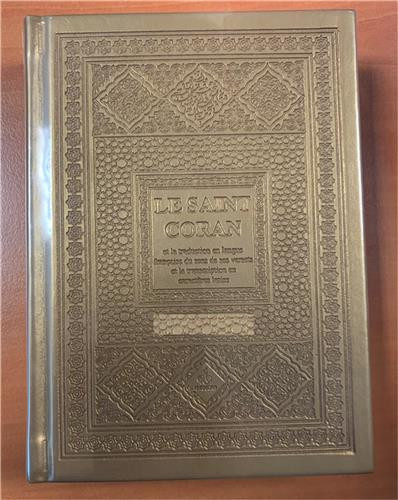 LE SAINT
CORAN
et la traduction en langue
française du sens de ses versets
et la transcription en
caractères latins